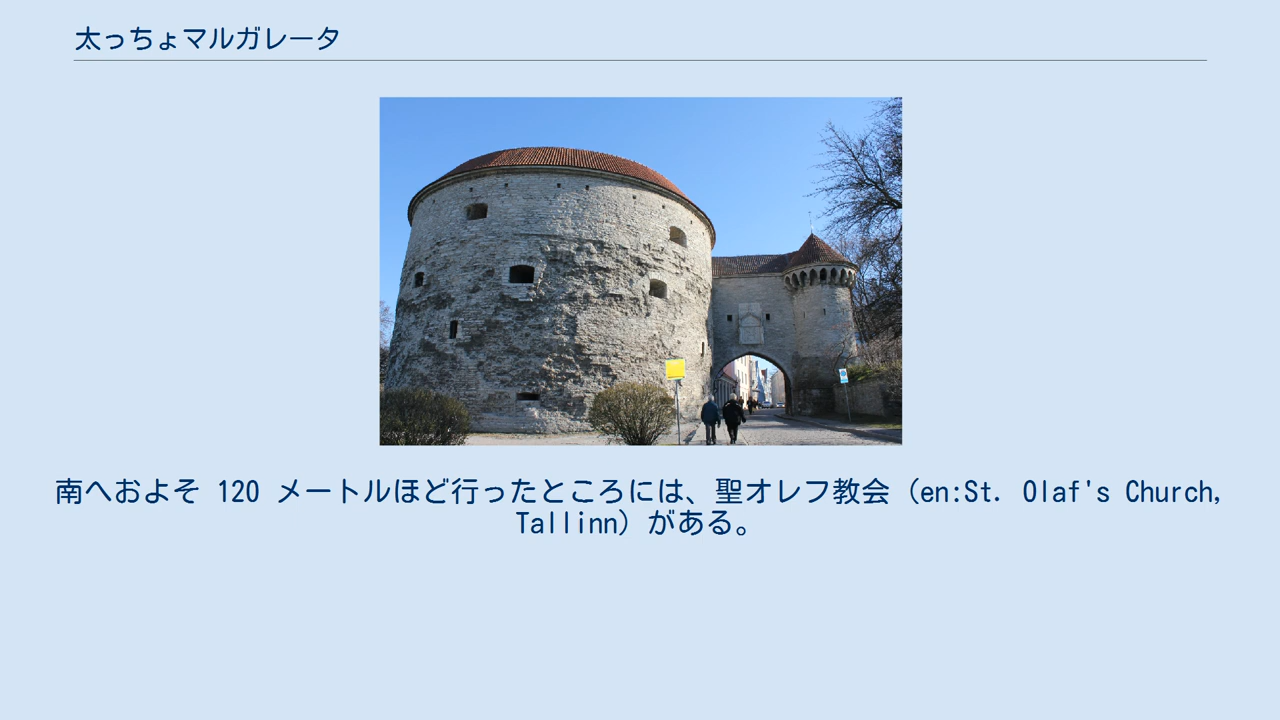 太っちょマルガレータ
南へおよそ 120 メートルほど行ったところには、聖オレフ教会（en:St. Olaf's Church,
Tallinn）がある。